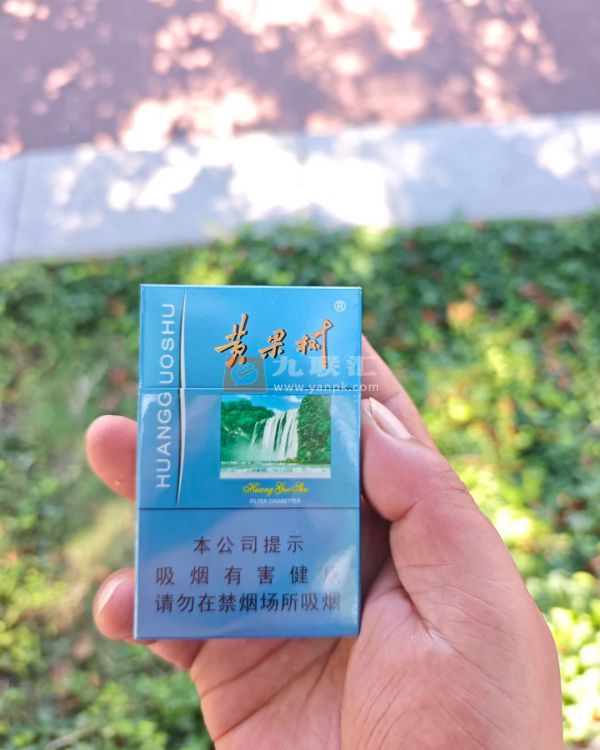 黄果树®
HUANGGUOSHU
九联汇
www.yanpk.com
Huang Guo Shu
FILTER CIGARETTES
本公司提示
吸烟有害健
请勿在禁烟场所吸烟